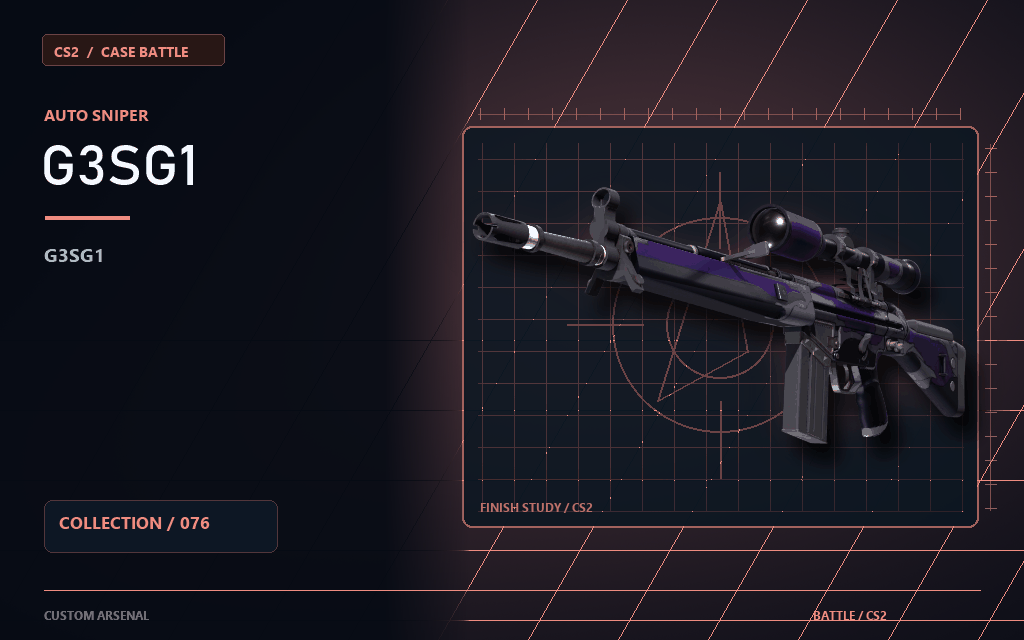 CS2 / CASE BATTLE
AUTO SNIPER
G3SG1
G3SG1
FINISH STUDY / CS2
COLLECTION / 076
CUSTOM ARSENAL
BATTLE / CS2